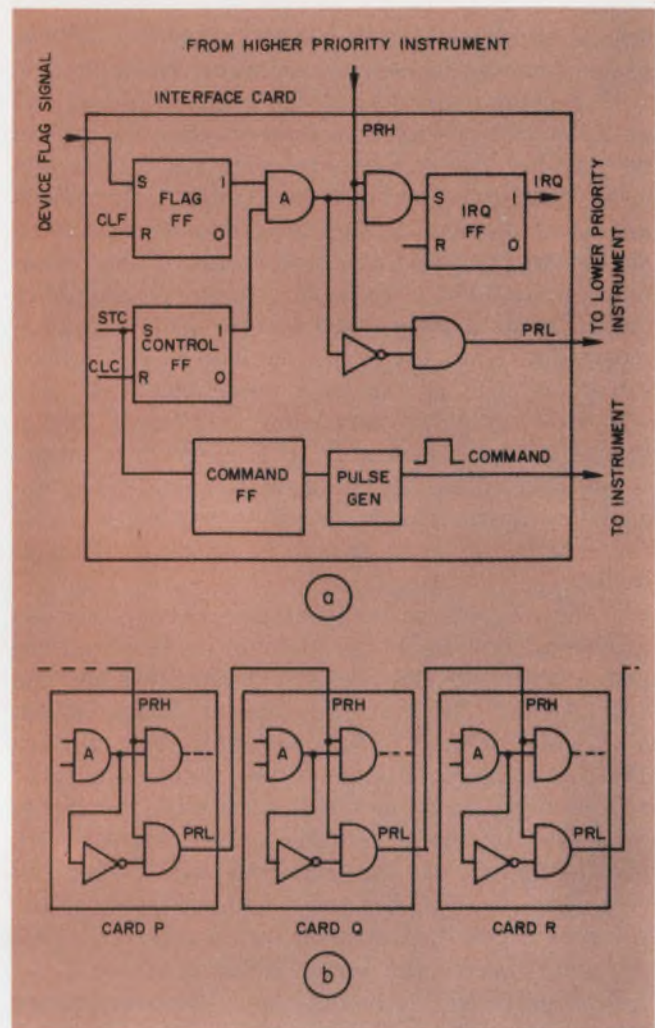 FROM HIGHER PRIORITY INSTRUMENT
DEVICE FLAG SIGNAL
INTERFACE CARD
PRH
S I
FLAG
FF
CLF R O
A
S I IRQ
IRQ
FF
R O
TO LOWER PRIORITY
INSTRUMENT
STC S I
CONTROL
FF
CLC R O
PRL
COMMAND
FF
PULSE
GEN
COMMAND
TO INSTRUMENT
a
PRH PRH PRH
A A A
PRL PRL PRL
CARD P CARD Q CARD R
b